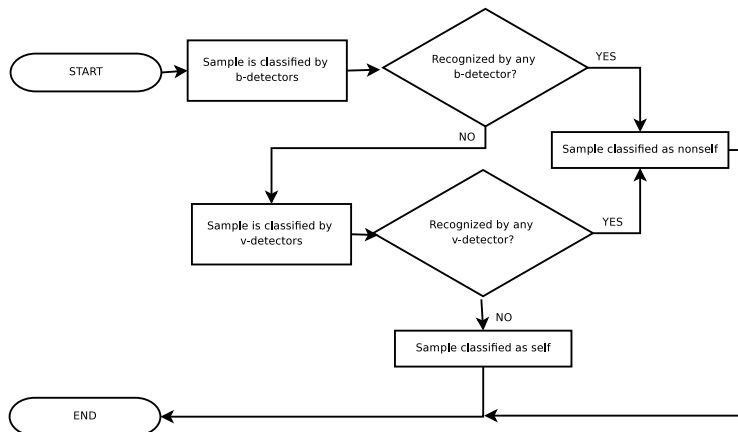 START
Sample is classified by
b-detectors
Recognized by any
b-detector?
YES
NO
Sample classified as nonself
Sample is classified by
v-detectors
Recognized by any
v-detector?
YES
NO
Sample classified as self
END